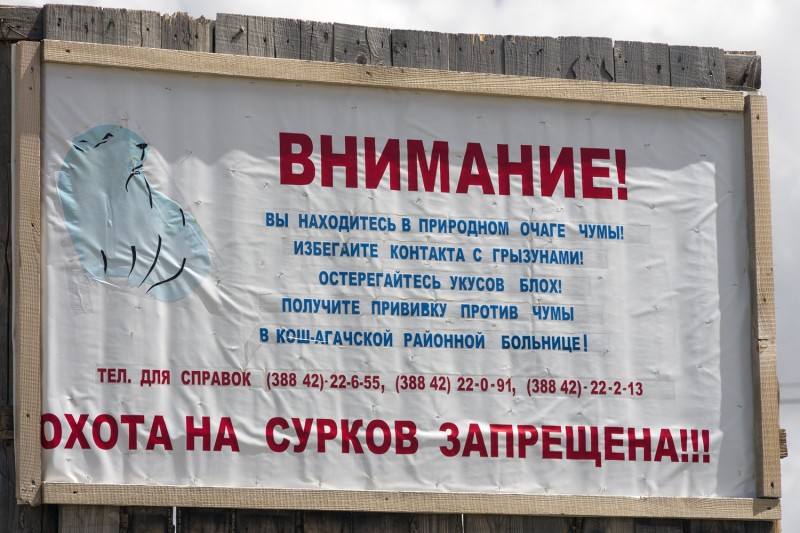 ВНИМАНИЕ!
ВЫ НАХОДИТЕСЬ В ПРИРОДНОМ ОЧАГЕ ЧУМЫ!
ИЗБЕГАЙТЕ КОНТАКТА С ГРЫЗУНАМИ!
ОСТЕРЕГАЙТЕСЬ УКУСОВ БЛОХ!
ПОЛУЧИТЕ ПРИВИВКУ ПРОТИВ ЧУМЫ
В КОШ-АГАЧСКОЙ РАЙОННОЙ БОЛЬНИЦЕ!
ТЕЛ. ДЛЯ СПРАВОК (388 42)-22-6-55, (388 42) 22-0-91, (388 42)-22-2-13
ОХОТА НА СУРКОВ ЗАПРЕЩЕНА!!!